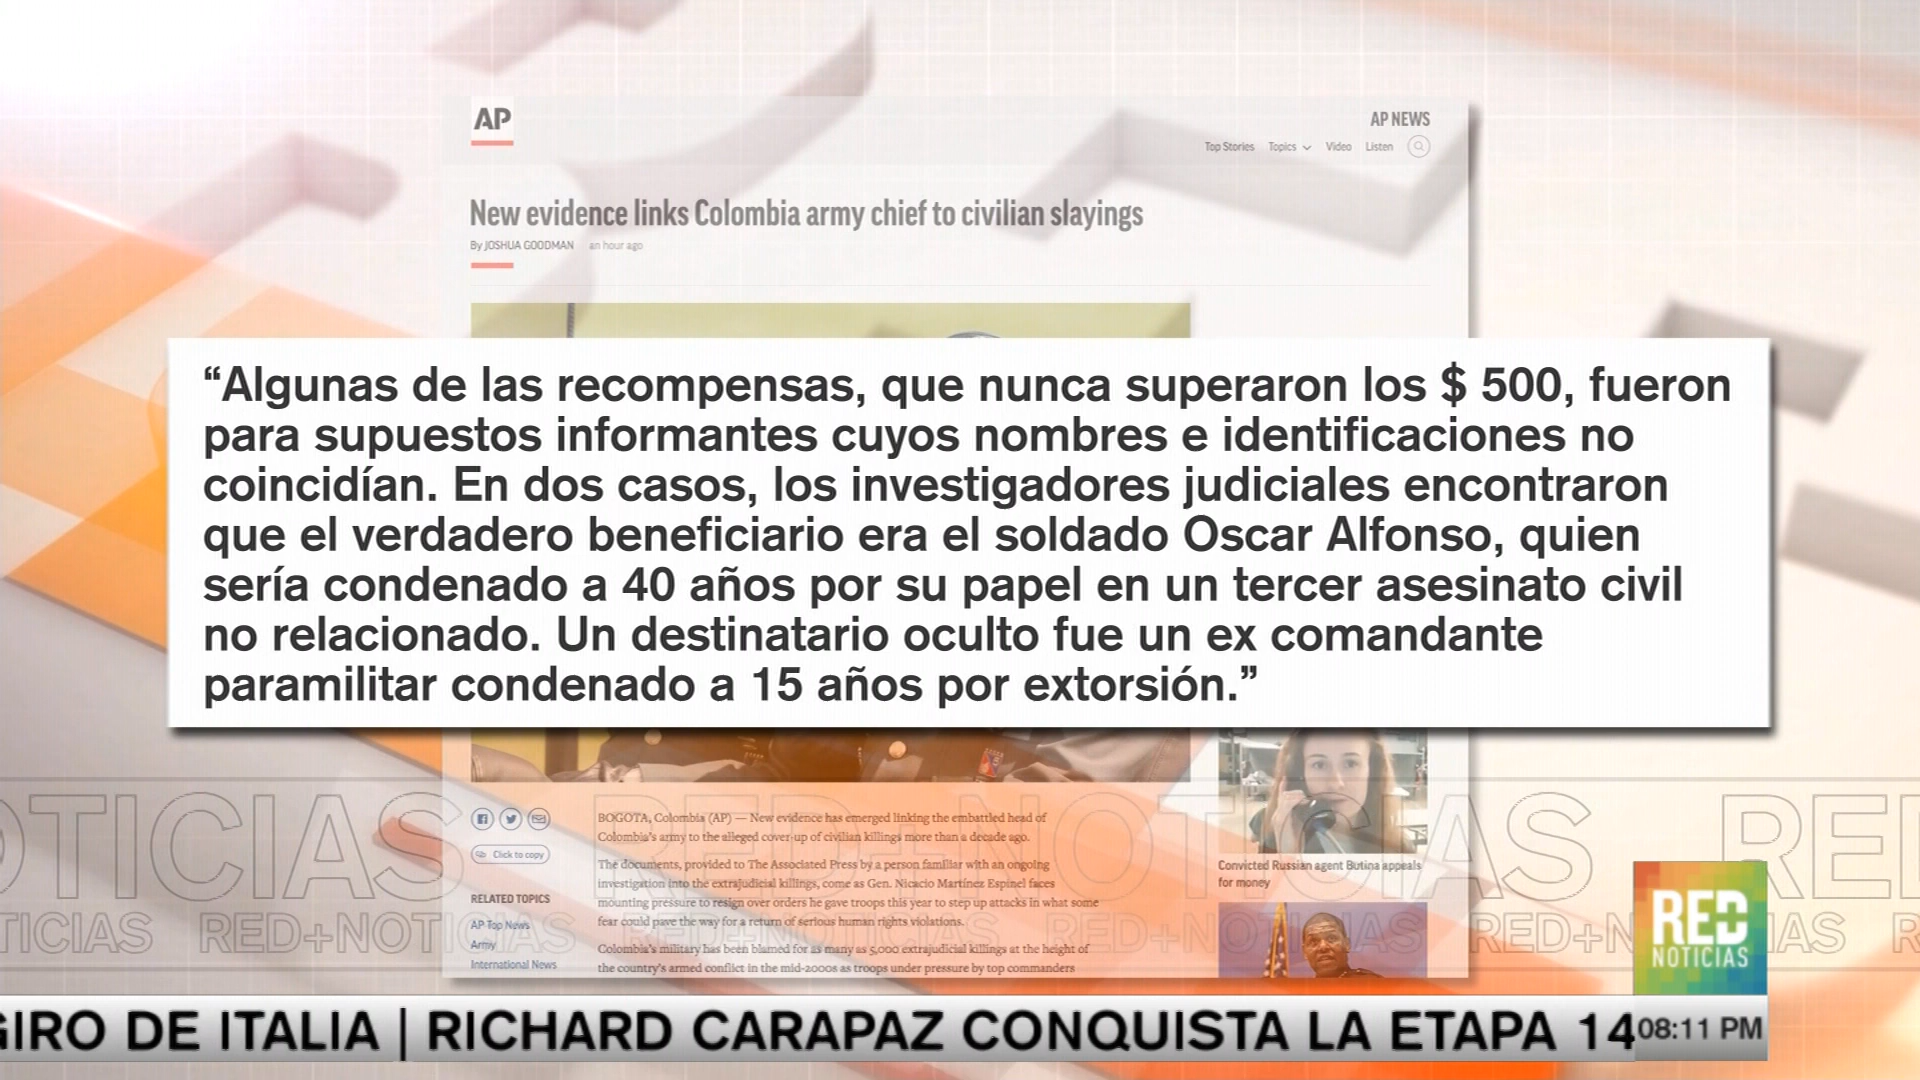 AP
AP NEWS
Top Stories Topics Video Listen
New evidence links Colombia army chief to civilian slayings
By JOSHUA GOODMAN an hour ago
“Algunas de las recompensas, que nunca superaron los $ 500, fueron
para supuestos informantes cuyos nombres e identificaciones no
coincidían. En dos casos, los investigadores judiciales encontraron
que el verdadero beneficiario era el soldado Oscar Alfonso, quien
sería condenado a 40 años por su papel en un tercer asesinato civil
no relacionado. Un destinatario oculto fue un ex comandante
paramilitar condenado a 15 años por extorsión.”
Click to copy
RELATED TOPICS
AP Top News
Army
International News
BOGOTA, Colombia (AP) — New evidence has emerged linking the embattled head of
Colombia's army to the alleged cover-up of civilian killings more than a decade ago.
The documents, provided to The Associated Press by a person familiar with an ongoing
investigation into the extrajudicial killings, come as Gen. Nicacio Martínez Espinel faces
mounting pressure to resign over orders he gave troops this year to step up attacks in what some
fear could pave the way for a return of serious human rights violations.
Colombia's military has been blamed for as many as 5,000 extrajudicial killings at the height of
the country's armed conflict in the mid-2000s as troops under pressure by top commanders
Convicted Russian agent Butina appeals
for money
OTICIAS RED+NOTICIAS RED
TICIAS RED+NOTICIAS RED+NOTICIAS RED+NOTICIAS R
RED
NOTICIAS
GIRO DE ITALIA | RICHARD CARAPAZ CONQUISTA LA ETAPA 14
08:11 PM